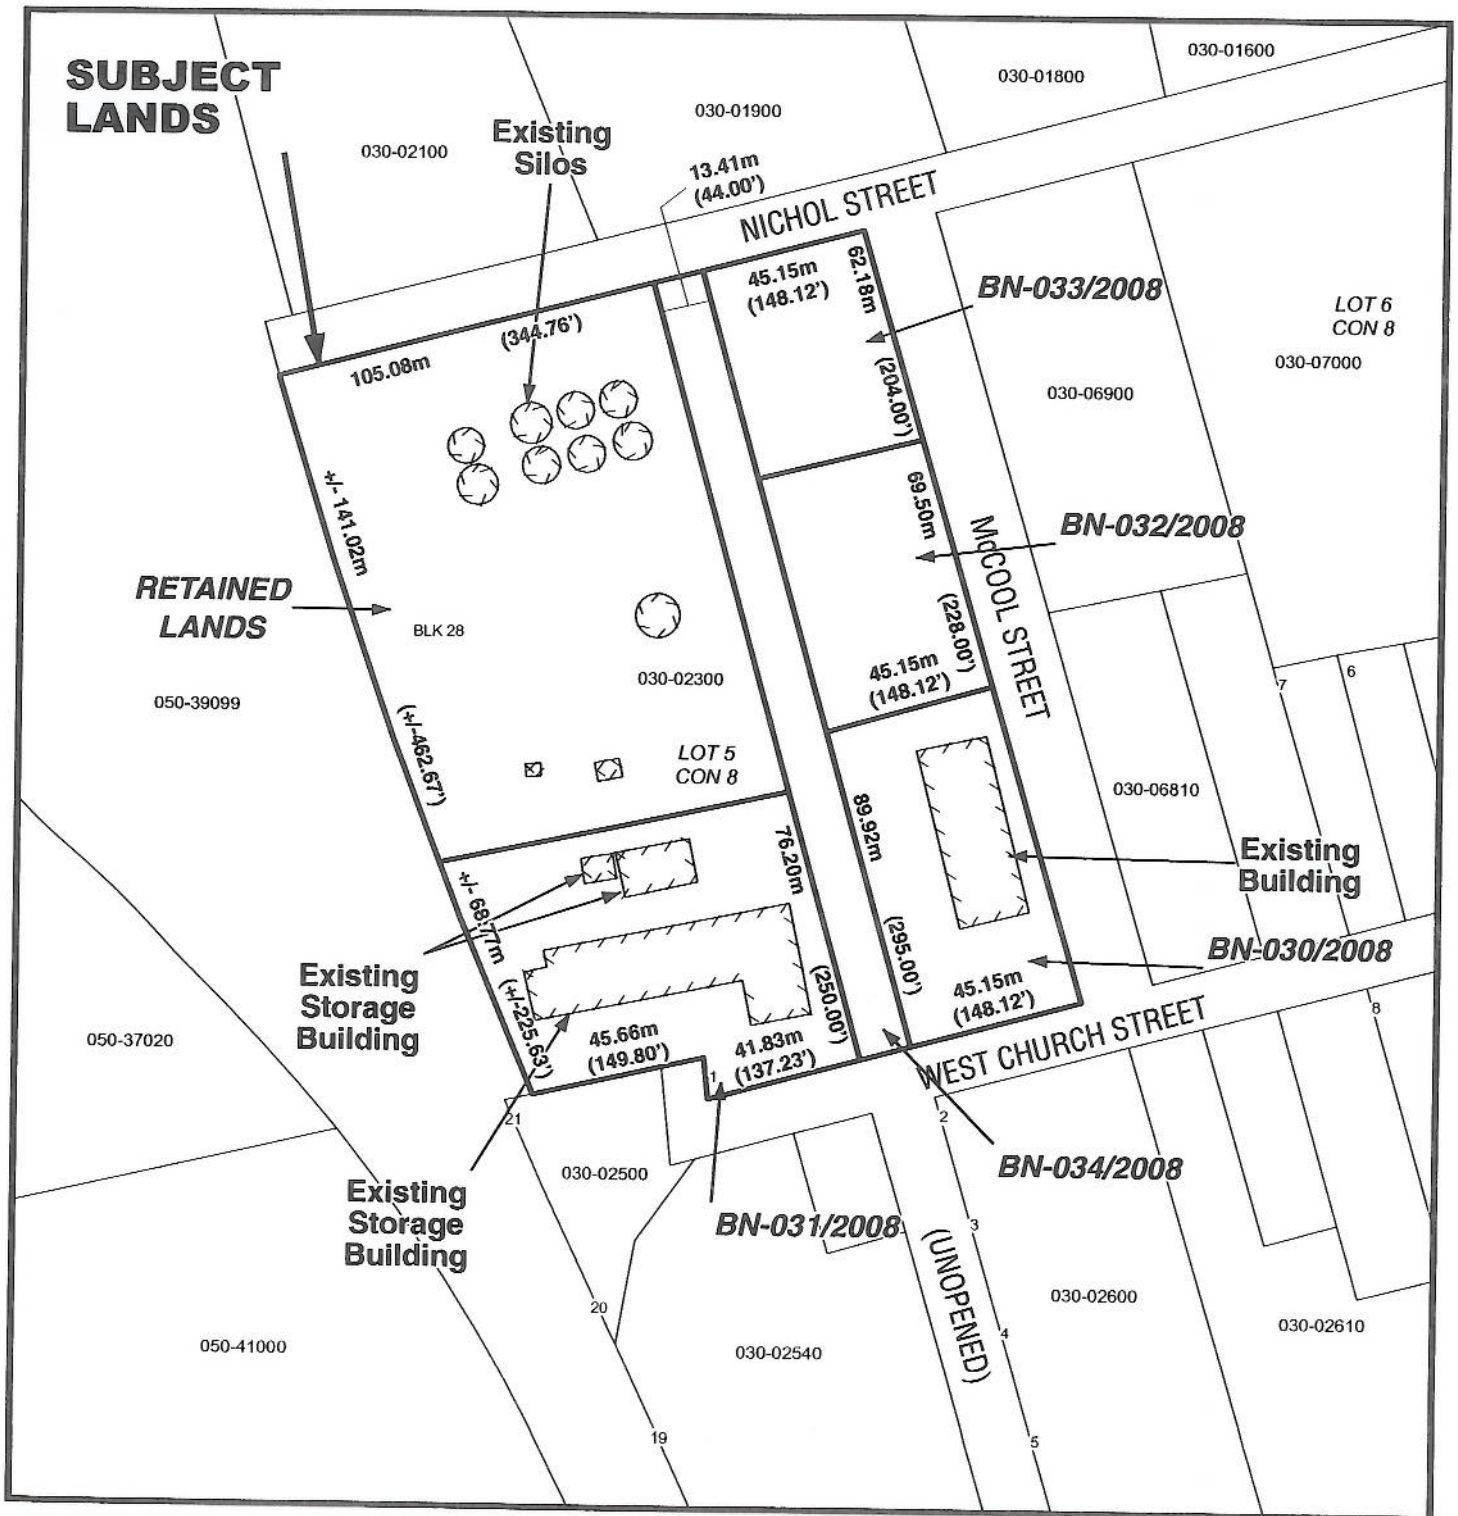 SUBJECT
LANDS
030-01600
030-01800
030-01900
030-02100
Existing
Silos
13.41m
(44.00')
NICHOL STREET
45.15m
(148.12')
62.18m
(204.00')
BN-033/2008
LOT 6
CON 8
030-07000
030-06900
(344.76')
105.08m
+/- 141.02m
(+/-462.67')
69.50m
(228.00')
BN-032/2008
McCOOL STREET
RETAINED
LANDS
BLK 28
030-02300
050-39099
45.15m
(148.12')
7
6
LOT 5
CON 8
030-06810
89.92m
(295.00')
76.20m
(250.00')
Existing
Building
+/- 68.77m
(+/-225.63')
BN-030/2008
45.15m
(148.12')
Existing
Storage
Building
45.66m
(149.80')
41.83m
(137.23')
WEST CHURCH STREET
8
050-37020
1
21
2
030-02500
BN-034/2008
Existing
Storage
Building
BN-031/2008
3
(UNOPENED)
20
030-02600
4
030-02610
050-41000
030-02540
19
5